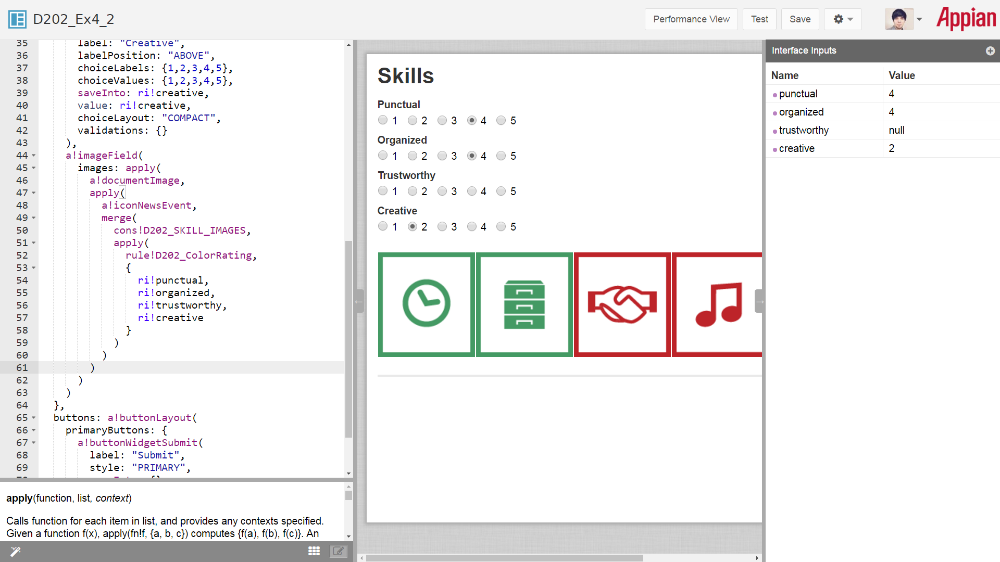 D202_Ex4_2
Performance View
Test
Save
Appian
35 label: "Creative",
36 labelPosition: "ABOVE",
37 choiceLabels: {1,2,3,4,5},
38 choiceValues: {1,2,3,4,5},
39 saveInto: ri!creative,
40 value: ri!creative,
41 choiceLayout: "COMPACT",
42 validations: {}
43 ),
44 a!imageField(
45 images: apply(
46 a!documentImage,
47 apply(
48 a!iconNewsEvent,
49 merge(
50 cons!D202_SKILL_IMAGES,
51 apply(
52 rule!D202_ColorRating,
53 {
54 ri!punctual,
55 ri!organized,
56 ri!trustworthy,
57 ri!creative
58 }
59 )
60 )
61 )
62 )
63 )
64 },
65 buttons: a!buttonLayout(
66 primaryButtons: {
67 a!buttonWidgetSubmit(
68 label: "Submit",
69 style: "PRIMARY",
apply(function, list, context)
Calls function for each item in list, and provides any contexts specified.
Given a function f(x), apply(fn!f, {a, b, c}) computes {f(a), f(b), f(c)}. An
Skills
Punctual
1 2 3 4 5
Organized
1 2 3 4 5
Trustworthy
1 2 3 4 5
Creative
1 2 3 4 5
Interface Inputs
Name Value
punctual 4
organized 4
trustworthy null
creative 2